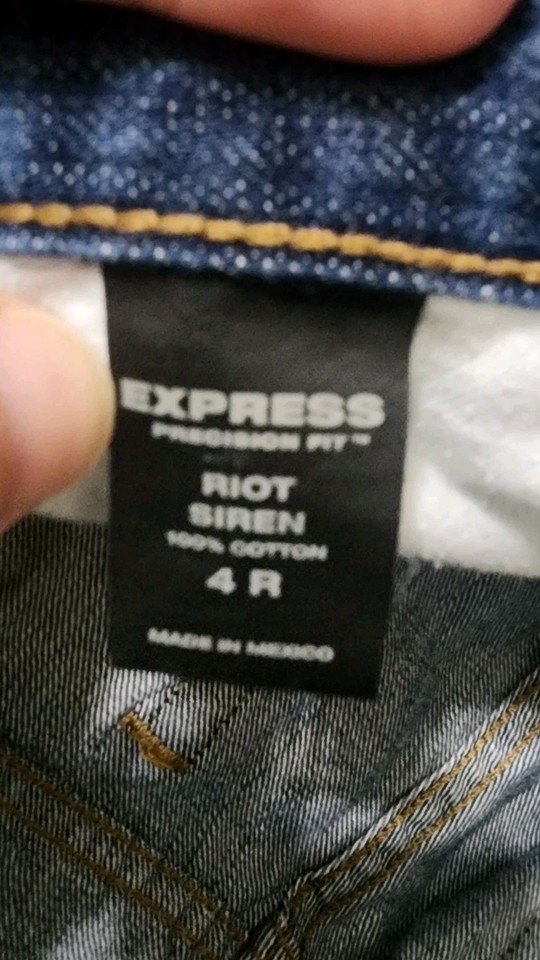 EXPRESS
PRECISION FIT™
RIOT
SIREN
100% COTTON
4 R
MADE IN MEXICO